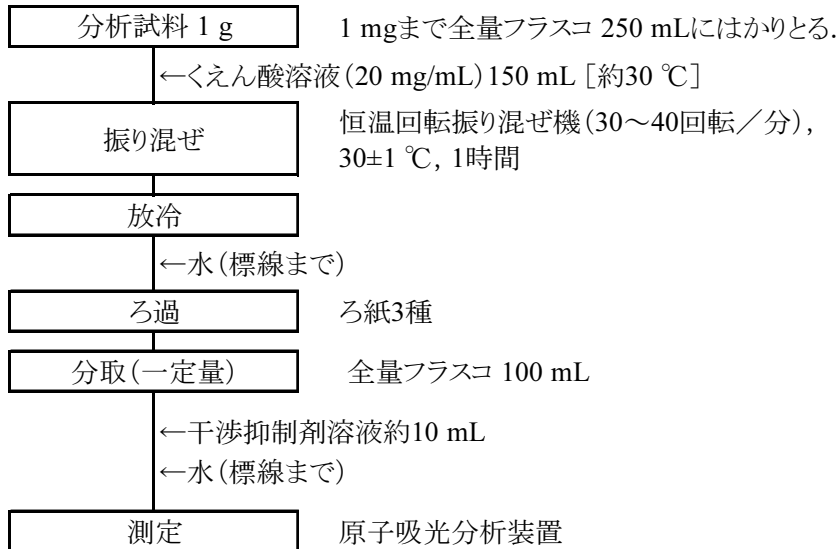 分析試料 1 g 1 mgまで全量フラスコ 250 mLにはかりとる.
←くえん酸溶液(20 mg/mL)150 mL [約30 ℃]
振り混ぜ 恒温回転振り混ぜ機(30～40回転／分),
30±1 ℃, 1時間
放冷
←水(標線まで)
ろ過 ろ紙3種
分取(一定量) 全量フラスコ 100 mL
←干渉抑制剤溶液約10 mL
←水(標線まで)
測定 原子吸光分析装置